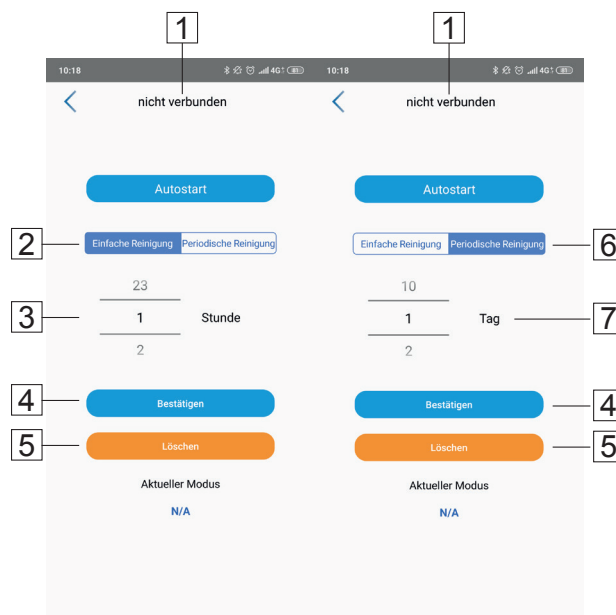 1 1
10:18 4G 10:18 4G
nicht verbunden nicht verbunden
Autostart Autostart
2 Einfache Reinigung Periodische Reinigung Einfache Reinigung Periodische Reinigung 6
23 10
3 1 Stunde 1 Tag 7
2 2
4 Bestätigen Bestätigen 4
5 Löschen Löschen 5
Aktueller Modus Aktueller Modus
N/A N/A